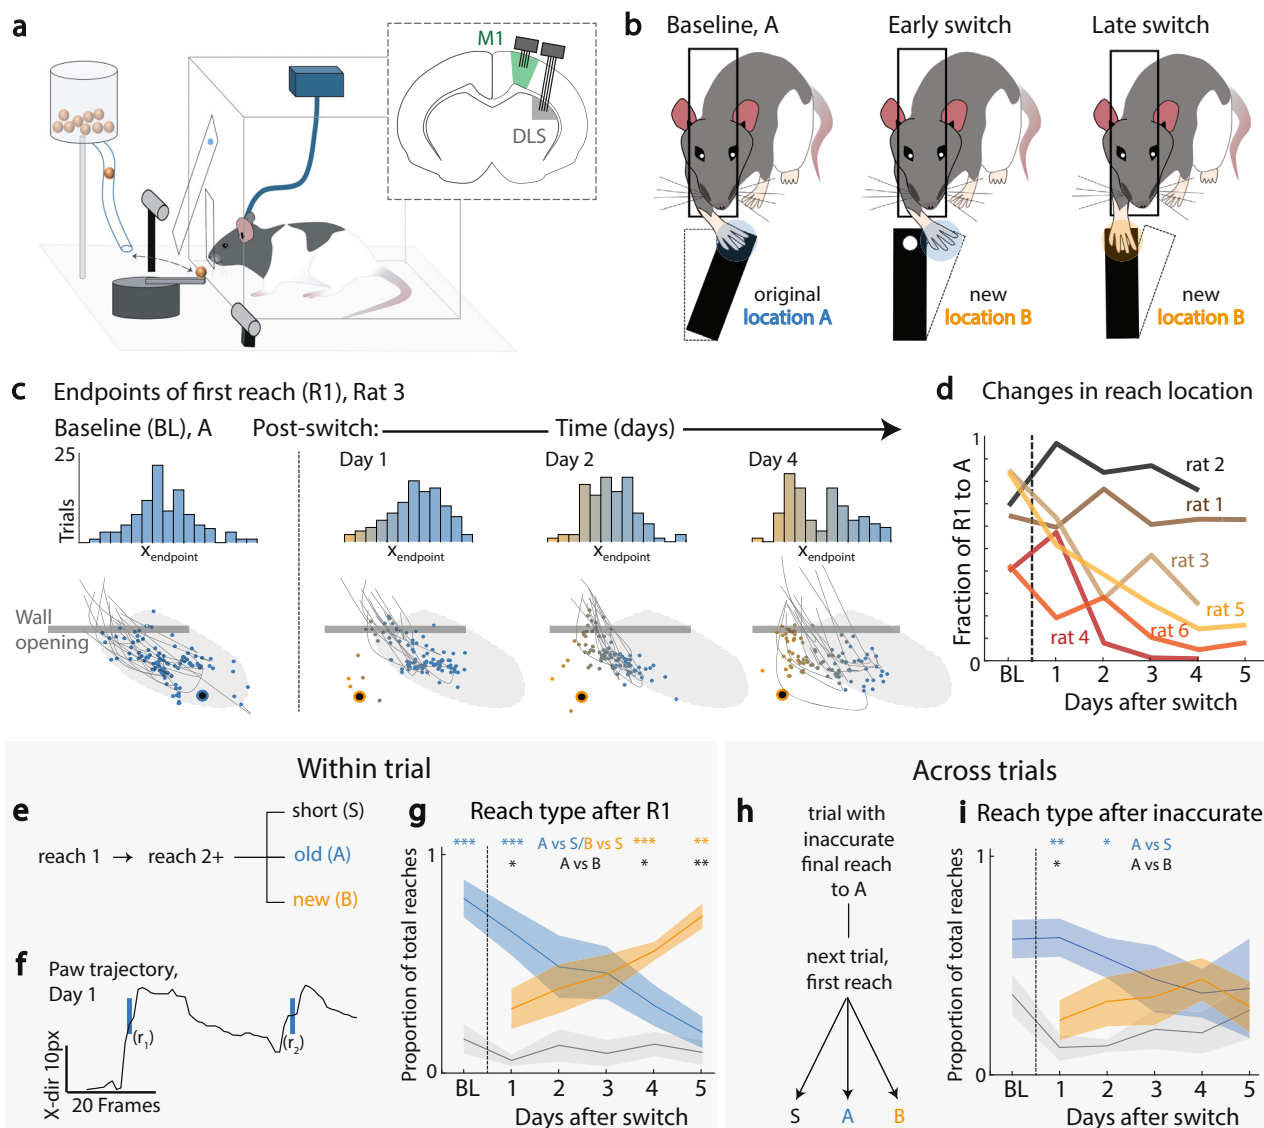 a
M1
DLS
b
Baseline, A
Early switch
Late switch
original
location A
new
location B
new
location B
c Endpoints of first reach (R1), Rat 3
Baseline (BL), A
Post-switch:
Time (days)
25
Trials
Day 1
Day 2
Day 4
xendpoint
xendpoint
xendpoint
xendpoint
Wall
opening
d Changes in reach location
Fraction of R1 to A
1
0
rat 2
rat 1
rat 3
rat 5
rat 6
rat 4
BL 1 2 3 4 5
Days after switch
Within trial
e
reach 1 → reach 2+
short (S)
old (A)
new (B)
f Paw trajectory,
Day 1
(r1)
(r2)
X-dir 10px
20 Frames
g Reach type after R1
*** *** A vs S/B vs S *** **
* A vs B * **
Proportion of total reaches
1
0
BL 1 2 3 4 5
Days after switch
Across trials
h
trial with
inaccurate
final reach
to A
next trial,
first reach
S A B
i Reach type after inaccurate
** * A vs S
* A vs B
Proportion of total reaches
1
0
BL 1 2 3 4 5
Days after switch